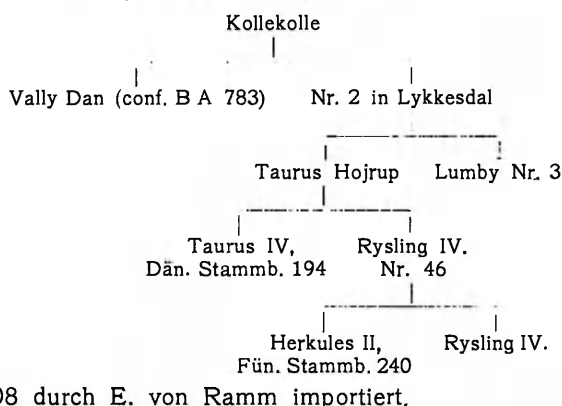 Kollekolle
Vally Dan (conf. B A 783) Nr. 2 in Lykkesdal
Taurus Hojrup Lumby Nr. 3
Taurus IV, Rysling IV.
Dän. Stammb. 194 Nr. 46
Herkules II, Rysling IV.
Fün. Stammb. 240
08 durch E. von Ramm importiert.